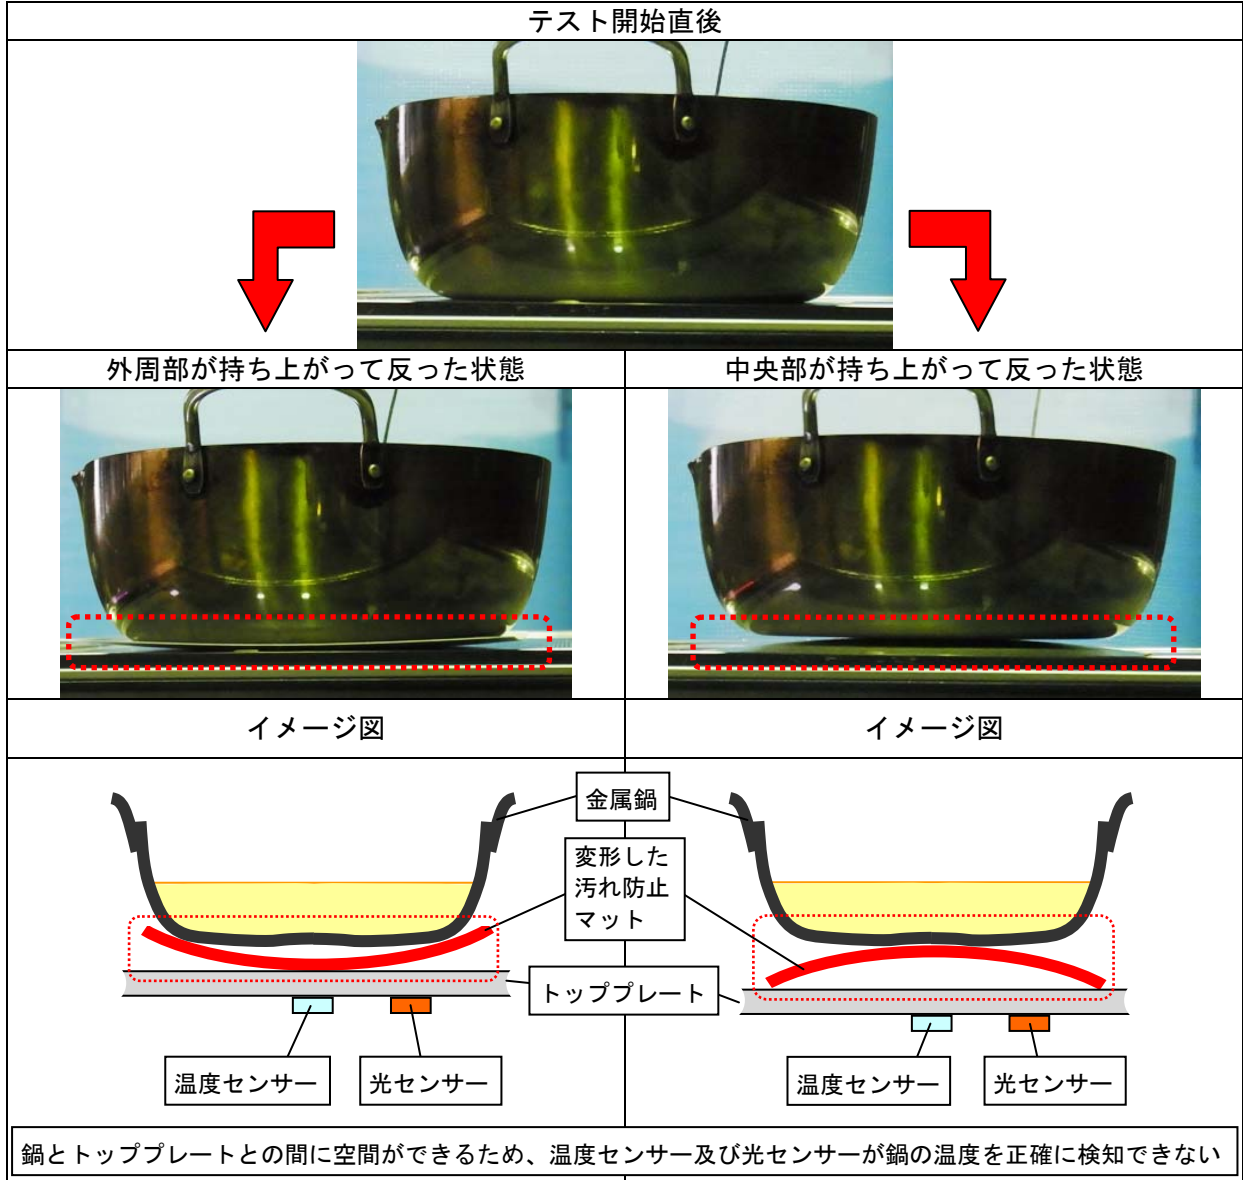 テスト開始直後
外周部が持ち上がって反った状態
中央部が持ち上がって反った状態
イメージ図
イメージ図
金属鍋
変形した
汚れ防止
マット
トッププレート
温度センサー
光センサー
温度センサー
光センサー
鍋とトッププレートとの間に空間ができるため、温度センサー及び光センサーが鍋の温度を正確に検知できない